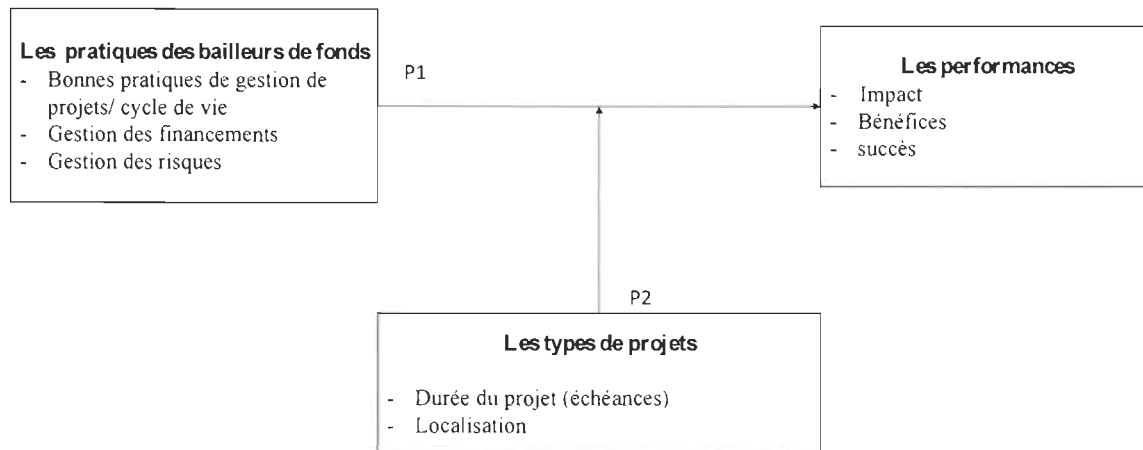 Les pratiques des bailleurs de fonds
- Bonnes pratiques de gestion de
projets/ cycle de vie
- Gestion des financements
- Gestion des risques
P1
Les performances
- Impact
- Bénéfices
- succès
P2
Les types de projets
- Durée du projet (échéances)
- Localisation